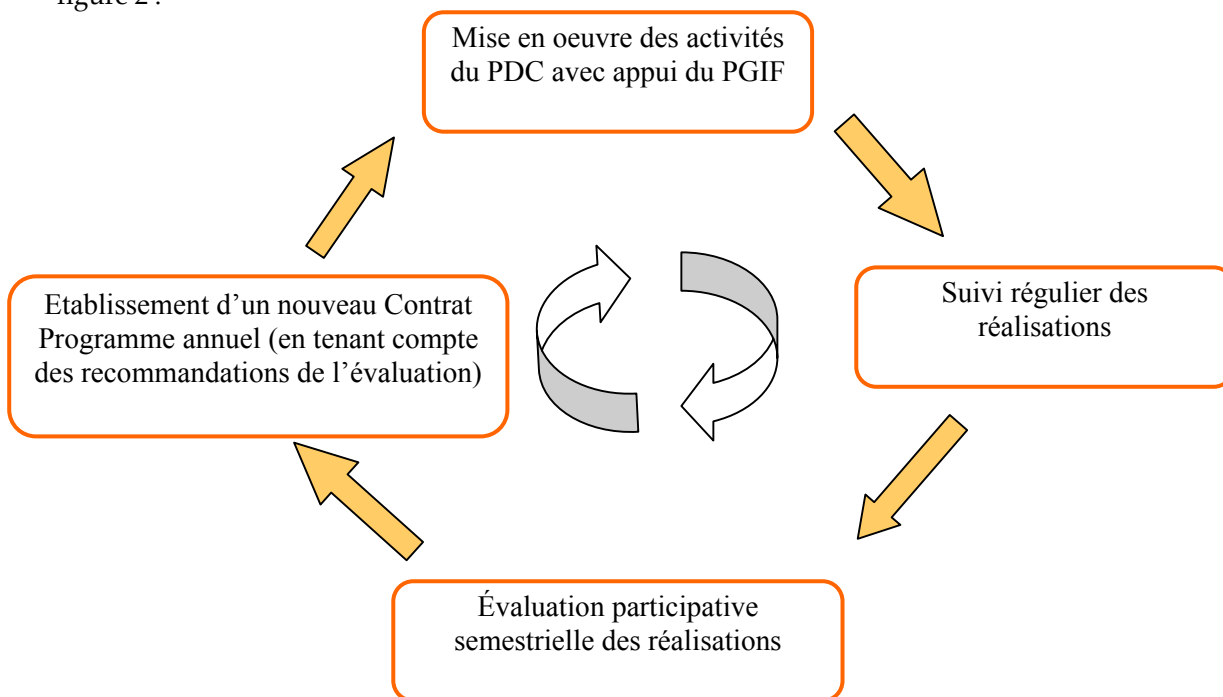 figure 2 :
Mise en oeuvre des activités
du PDC avec appui du PGIF
Suivi régulier des
réalisations
Etablissement d’un nouveau Contrat
Programme annuel (en tenant compte
des recommandations de l’évaluation)
Évaluation participative
semestrielle des réalisations